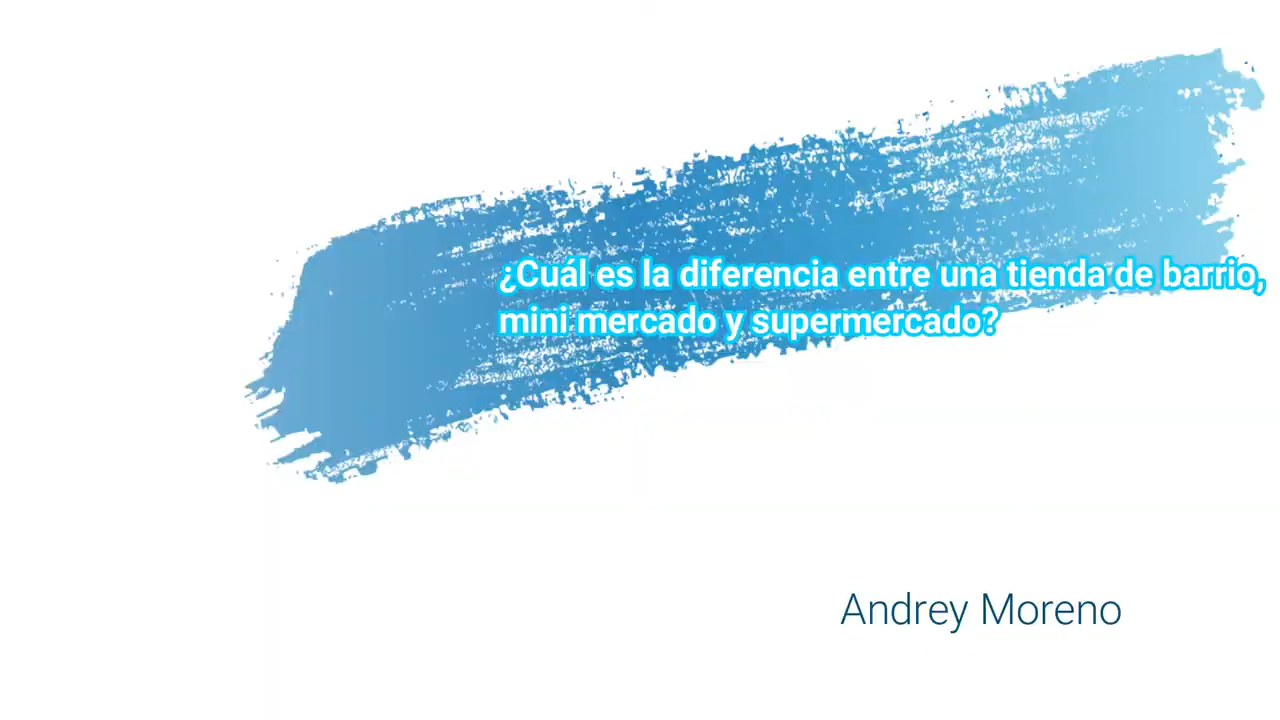 ¿Cuál es la diferencia entre una tienda de barrio,
mini mercado y supermercado?
Andrey Moreno